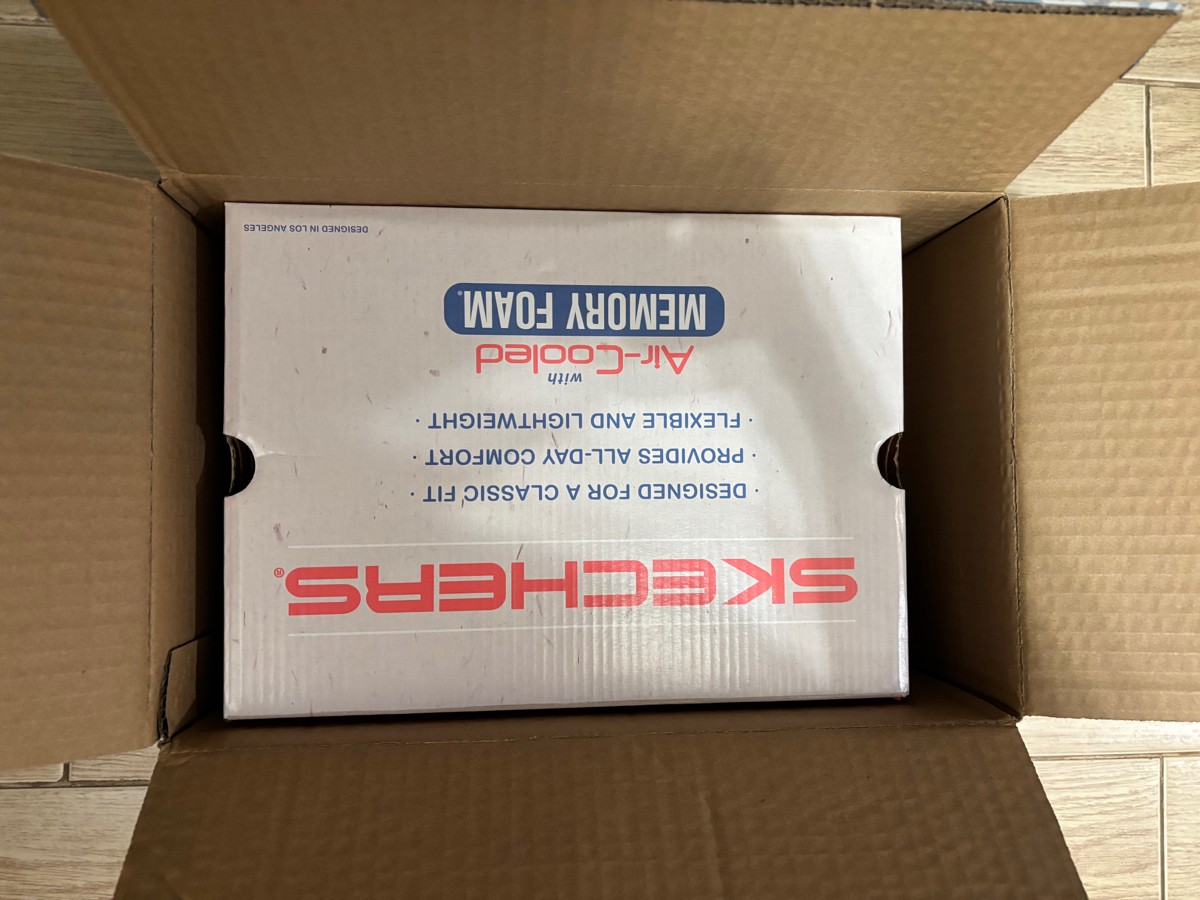 SKECHERS®
· DESIGNED FOR A CLASSIC FIT ·
· PROVIDES ALL-DAY COMFORT ·
· FLEXIBLE AND LIGHTWEIGHT ·
with
Air-Cooled
MEMORY FOAM.
DESIGNED IN LOS ANGELES